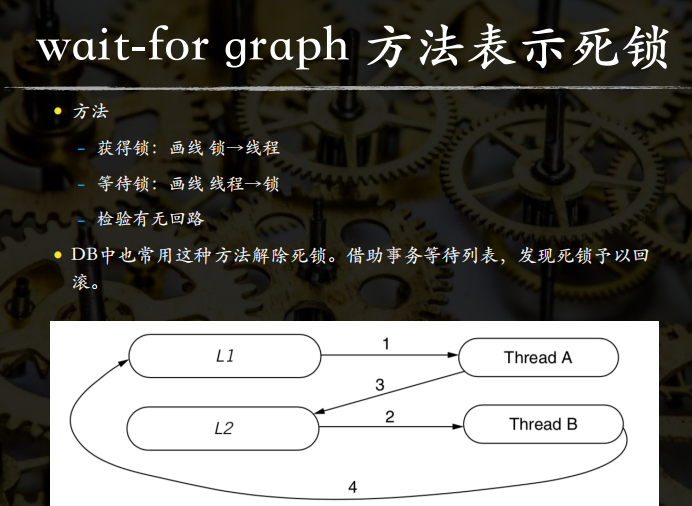 wait-for graph 方法表示死锁
• 方法
– 获得锁：画线 锁→线程
– 等待锁：画线 线程→锁
– 检验有无回路
• DB中也常用这种方法解除死锁。借助事务等待列表，发现死锁予以回
滚。
L1
1
Thread A
3
L2
2
Thread B
4